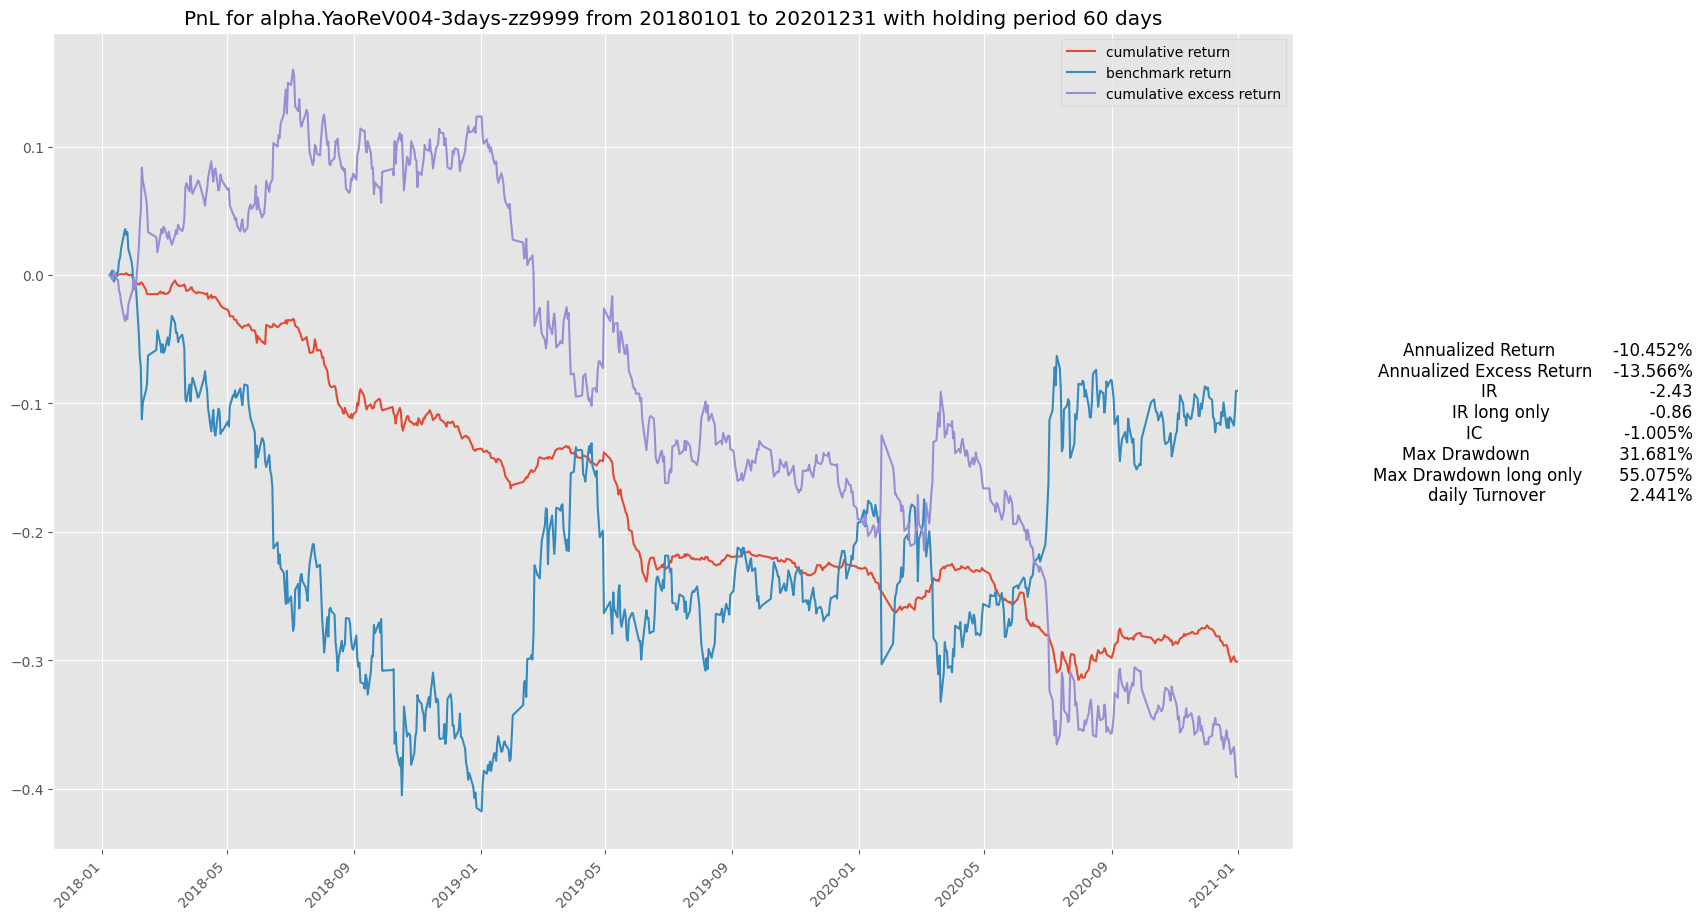 PnL for alpha.YaoReV004-3days-zz9999 from 20180101 to 20201231 with holding period 60 days
cumulative return
benchmark return
cumulative excess return
0.1
0.0
−0.1
−0.2
−0.3
−0.4
2018-01
2018-05
2018-09
2019-01
2019-05
2019-09
2020-01
2020-05
2020-09
2021-01
Annualized Return -10.452%
Annualized Excess Return -13.566%
IR -2.43
IR long only -0.86
IC -1.005%
Max Drawdown 31.681%
Max Drawdown long only 55.075%
daily Turnover 2.441%